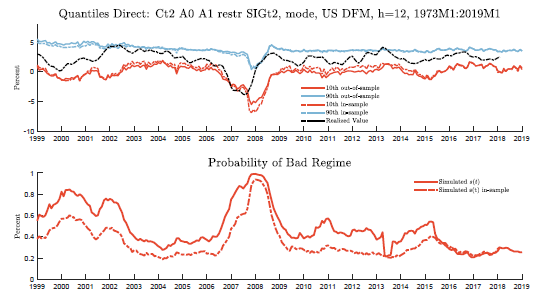 Quantiles Direct: Ct2 A0 A1 restr SIGt2, mode, US DFM, h=12, 1973M1:2019M1
Percent
5
0
-5
-10
10th out-of-sample
90th out-of-sample
10th in-sample
90th in-sample
Realized Value
1999 2000 2001 2002 2003 2004 2005 2006 2007 2008 2009 2010 2011 2012 2013 2014 2015 2016 2017 2018 2019
Probability of Bad Regime
Percent
1
0.8
0.6
0.4
0.2
0
Simulated s(t)
Simulated s(t) in-sample
1999 2000 2001 2002 2003 2004 2005 2006 2007 2008 2009 2010 2011 2012 2013 2014 2015 2016 2017 2018 2019